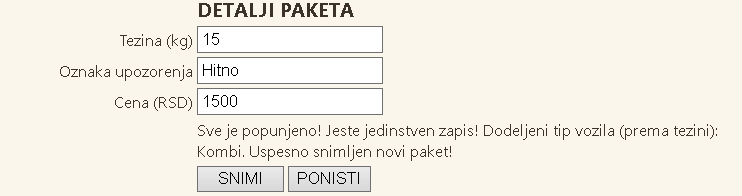 DETALJI PAKETA
Tezina (kg) 15
Oznaka upozorenja Hitno
Cena (RSD) 1500
Sve je popunjeno! Jeste jedinstven zapis! Dodeljeni tip vozila (prema tezini):
Kombi. Uspesno snimljen novi paket!
SNIMI PONISTI